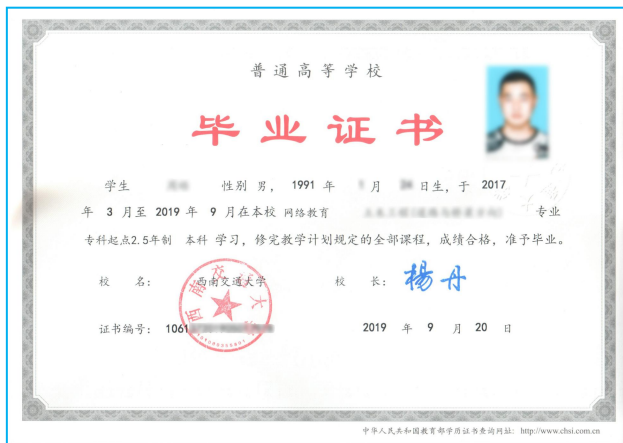 普通高等学校
毕业证书
学生 性别 男， 1991 年 月 日生，于 2017
年 3 月至 2019 年 9 月在本校 网络教育 专业
专科起点2.5年制 本科 学习，修完教学计划规定的全部课程，成绩合格，准予毕业。
校 名： 西南交通大学 校 长： 楊丹
西南交通大学
证书编号： 1061 2019 年 9 月 20 日
中华人民共和国教育部学历证书查询网址： http://www.chsi.com.cn